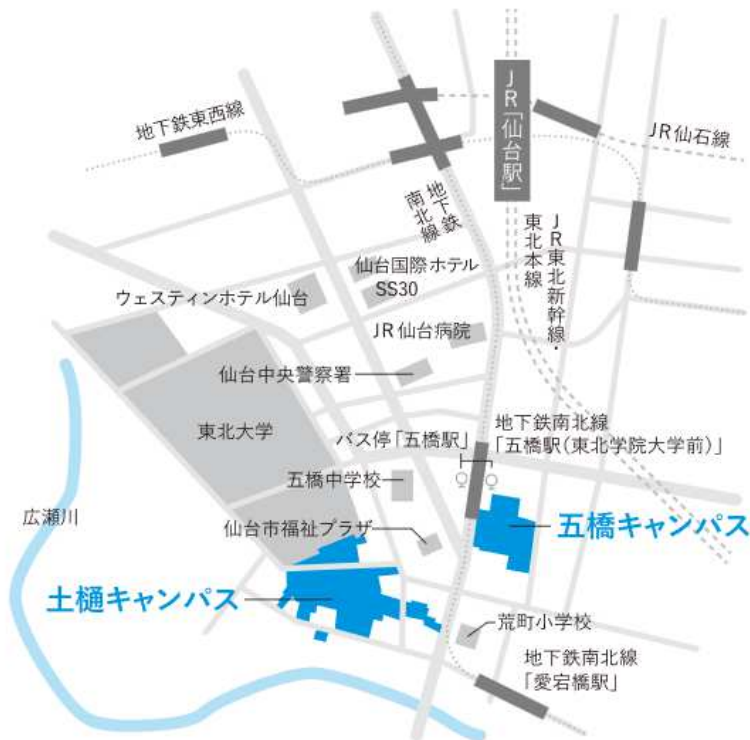 JR「仙台駅」
地下鉄東西線
JR仙石線
地下鉄
南北線
JR東北新幹線・
東北本線
仙台国際ホテル
SS30
ウェスティンホテル仙台
JR仙台病院
仙台中央警察署
東北大学
バス停「五橋駅」
地下鉄南北線
「五橋駅(東北学院大学前)」
五橋中学校
広瀬川
仙台市福祉プラザ
五橋キャンパス
土樋キャンパス
荒町小学校
地下鉄南北線
「愛宕橋駅」